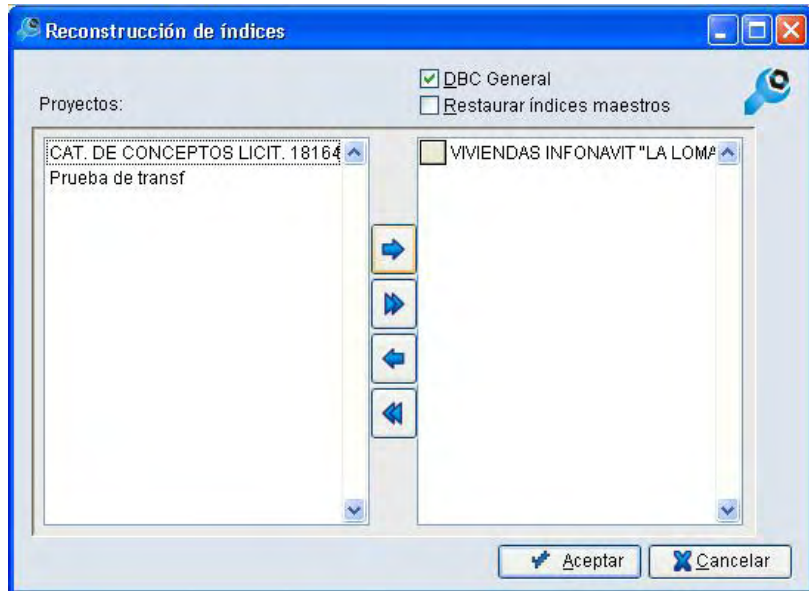 Reconstrucción de índices
DBC General
Proyectos:
Restaurar índices maestros
CAT. DE CONCEPTOS LICIT. 18164
Prueba de transf
VIVIENDAS INFONAVIT "LA LOMA
Aceptar
Cancelar